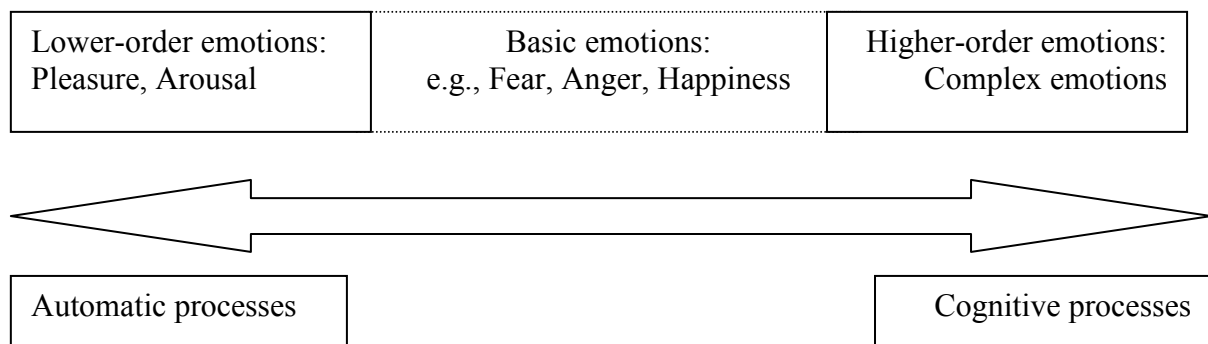 Lower-order emotions:
Pleasure, Arousal
Basic emotions:
e.g., Fear, Anger, Happiness
Higher-order emotions:
Complex emotions
Automatic processes
Cognitive processes